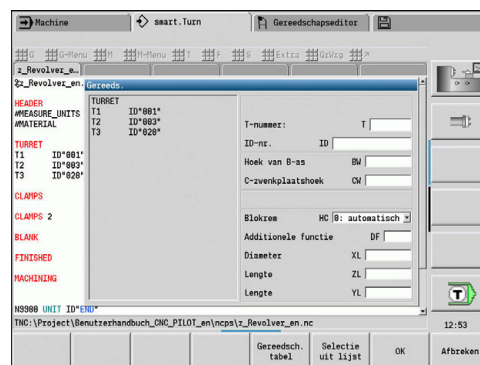 Machine
smart.Turn
Gereedschapseditor
G G-Menu M M-Menu T F S Extra GrWrg
z_Revolver_e…
z_Revolver_en.
HEADER
#MEASURE_UNITS
#MATERIAL
TURRET
T1 ID"001"
T2 ID"003"
T3 ID"020"
CLAMPS
CLAMPS 2
BLANK
FINISHED
MACHINING
N9900 UNIT ID"END"
Gereeds.
TURRET
T1 ID"001"
T2 ID"003"
T3 ID"020"
T-nummer: T
ID-nr. ID
Hoek van B-as BW
C-zwenkplaatshoek CW
Blokrem HC 0: automatisch
Additionele functie DF
Diameter XL
Lengte ZL
Lengte YL
TNC:\Project\Benutzerhandbuch_CNC_PILOT_en\ncps\z_Revolver_en.nc
T
12:53
Gereedsch.
tabel
Selectie
uit lijst
OK
Afbreken